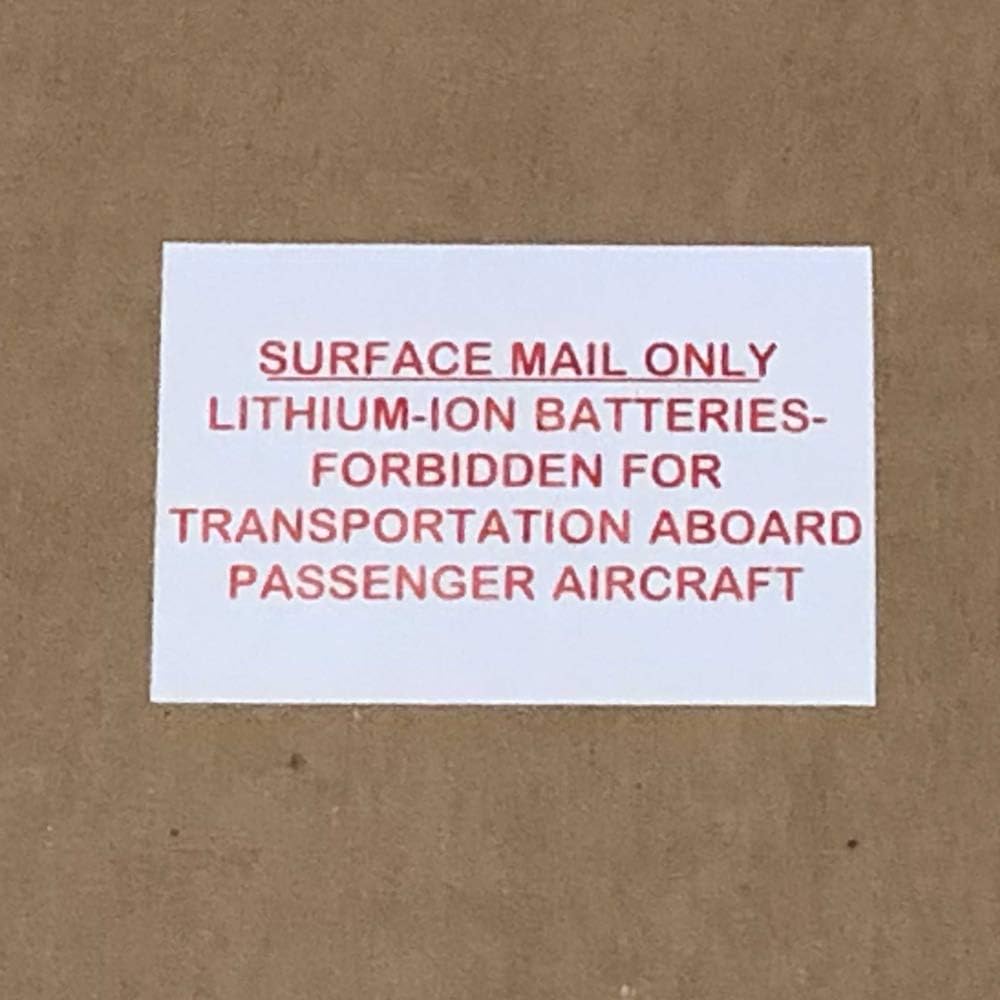 SURFACE MAIL ONLY
LITHIUM-ION BATTERIES-
FORBIDDEN FOR
TRANSPORTATION ABOARD
PASSENGER AIRCRAFT